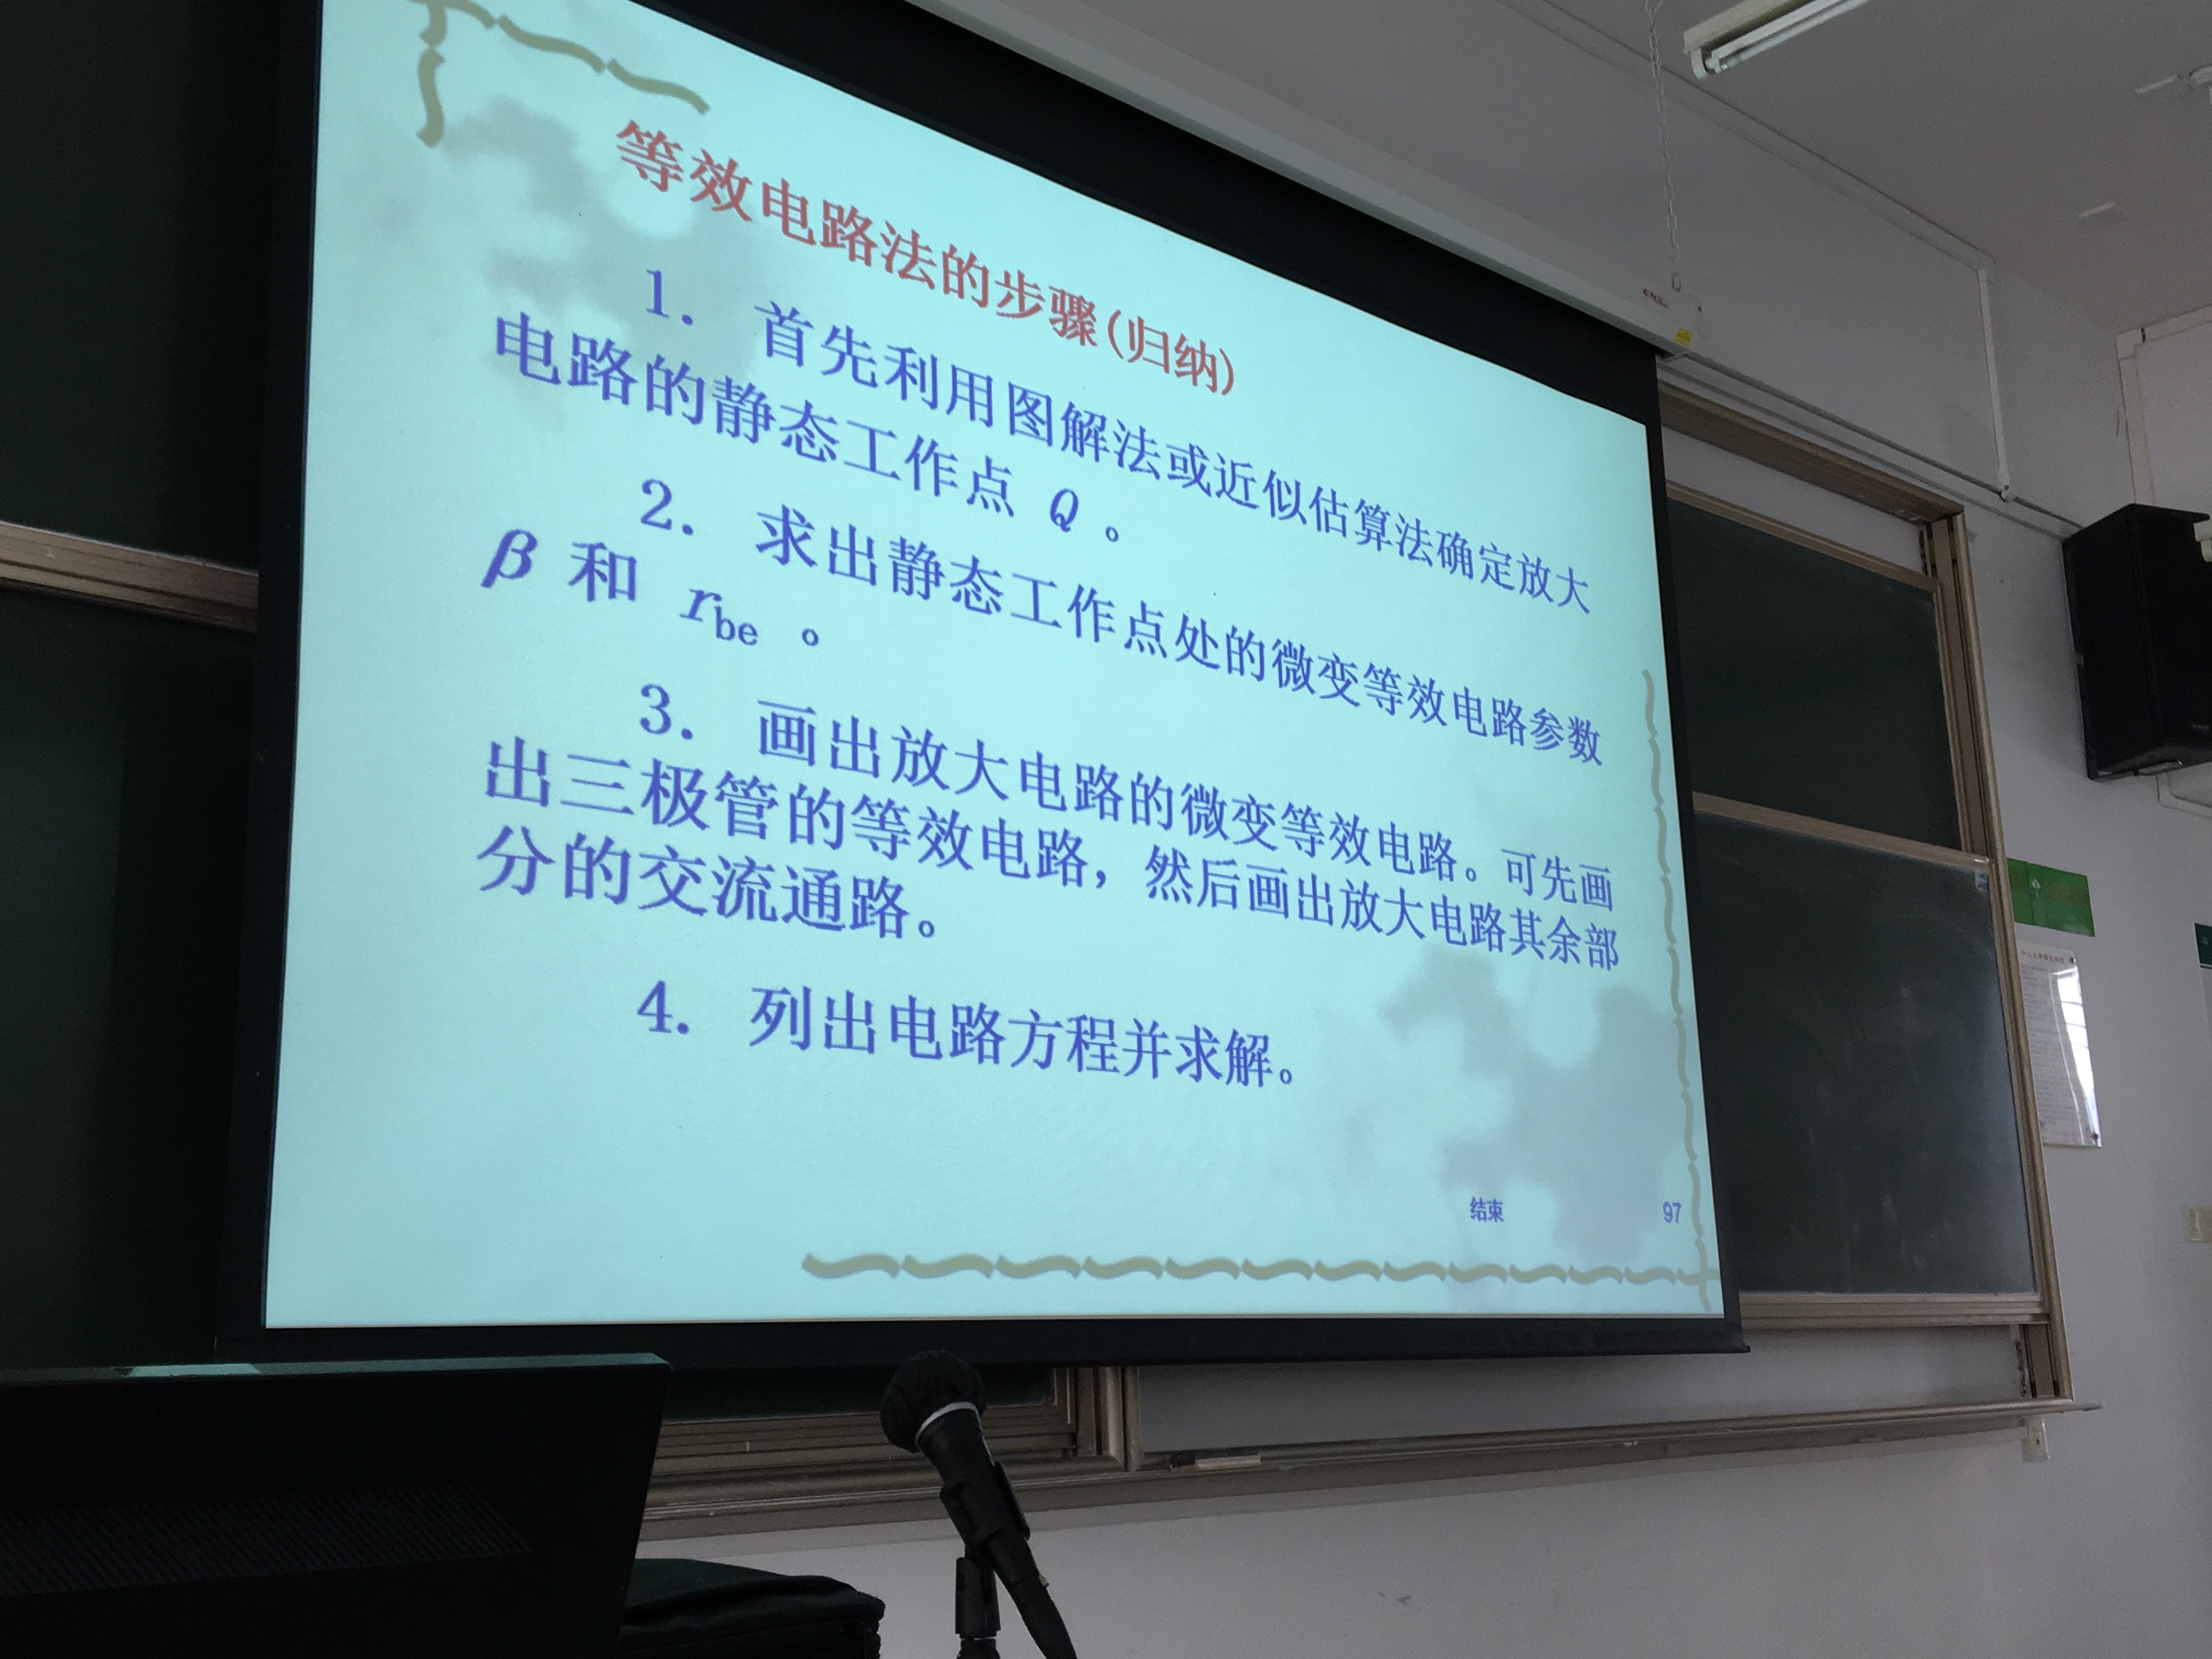 等效电路法的步骤(归纳)
1. 首先利用图解法或近似估算法确定放大
电路的静态工作点 Q 。
2. 求出静态工作点处的微变等效电路参数
β 和 rbe 。
3. 画出放大电路的微变等效电路。可先画
出三极管的等效电路，然后画出放大电路其余部
分的交流通路。
4. 列出电路方程并求解。
结束
97